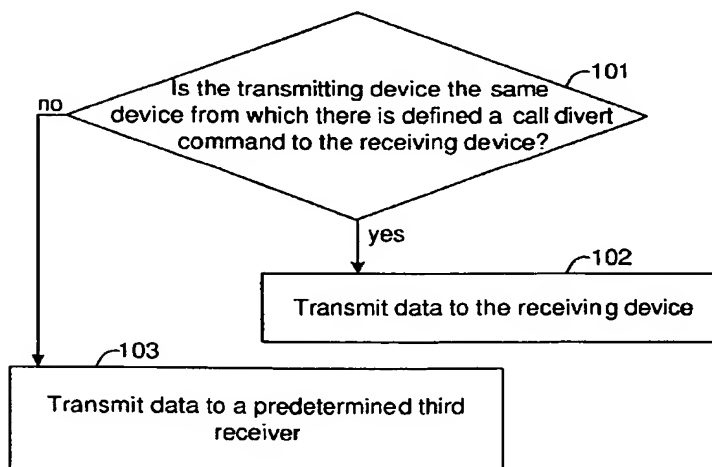 101
Is the transmitting device the same
no
device from which there is defined a call divert
command to the receiving device?
yes
102
Transmit data to the receiving device
103
Transmit data to a predetermined third
receiver